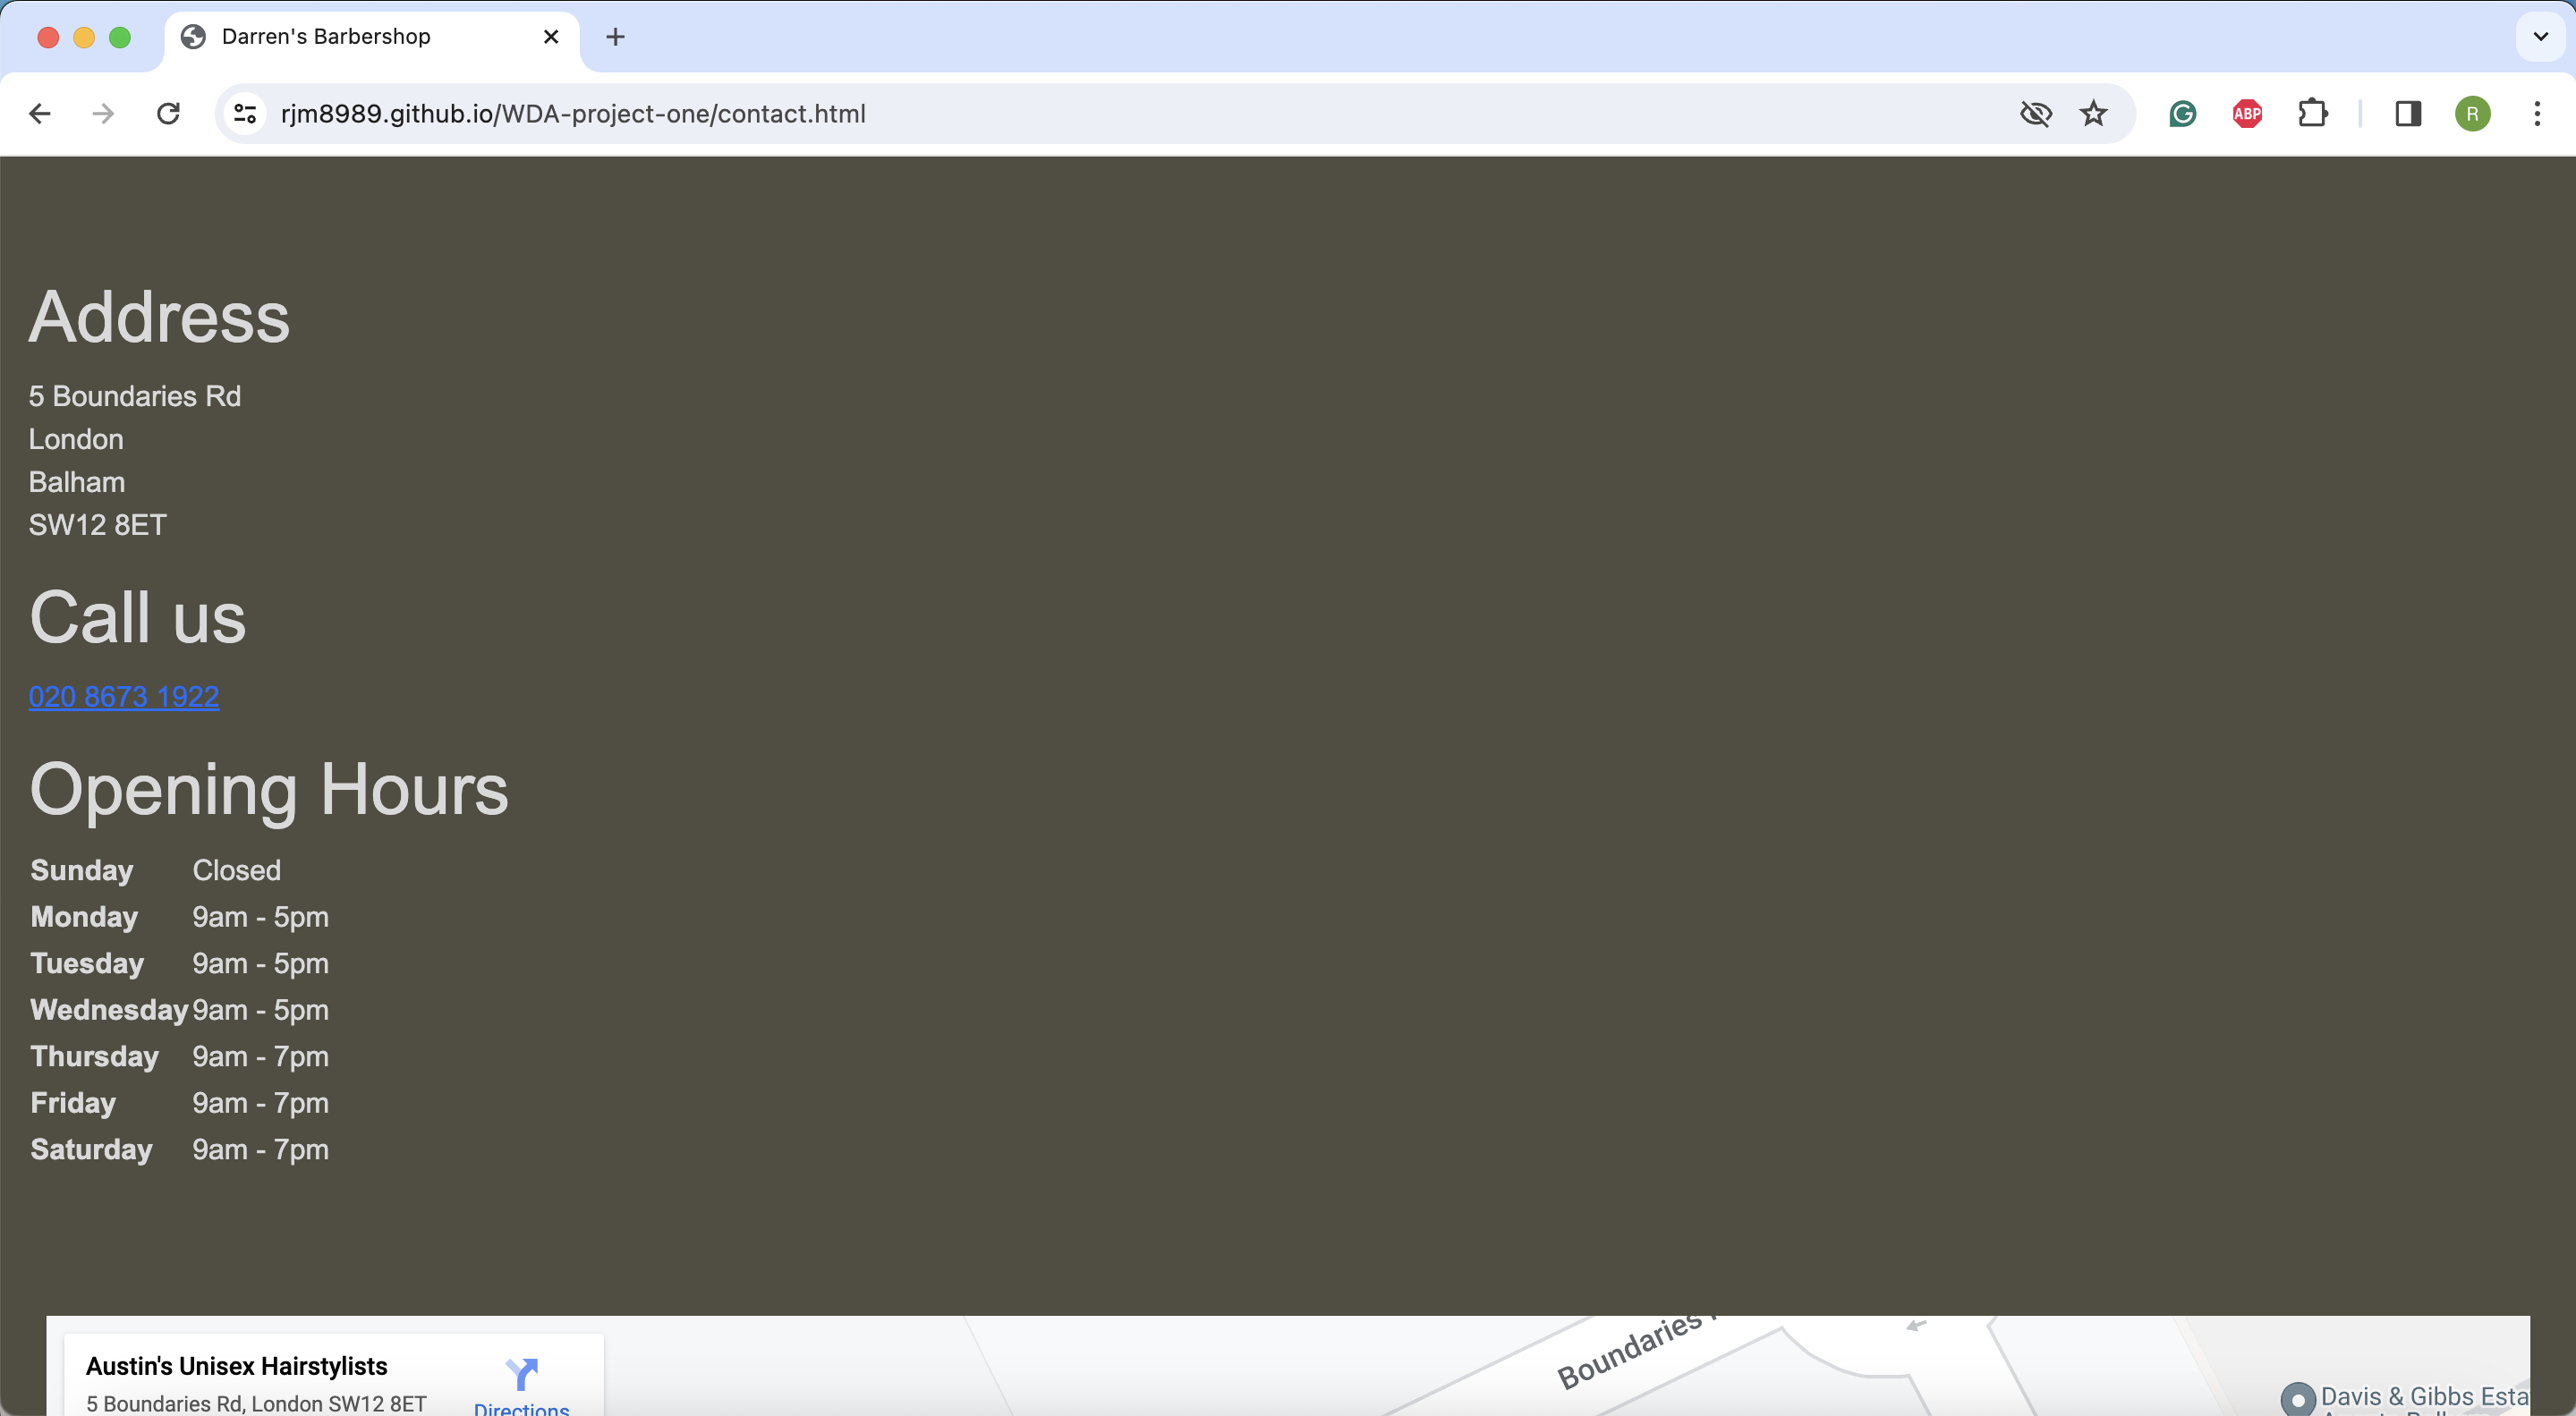 Darren's Barbershop
rjm8989.github.io/WDA-project-one/contact.html
ABP
R
Address
5 Boundaries Rd
London
Balham
SW12 8ET
Call us
020 8673 1922
Opening Hours
Sunday Closed
Monday 9am - 5pm
Tuesday 9am - 5pm
Wednesday 9am - 5pm
Thursday 9am - 7pm
Friday 9am - 7pm
Saturday 9am - 7pm
Austin's Unisex Hairstylists
5 Boundaries Rd, London SW12 8ET
Directions
Boundaries
Davis & Gibbs Esta